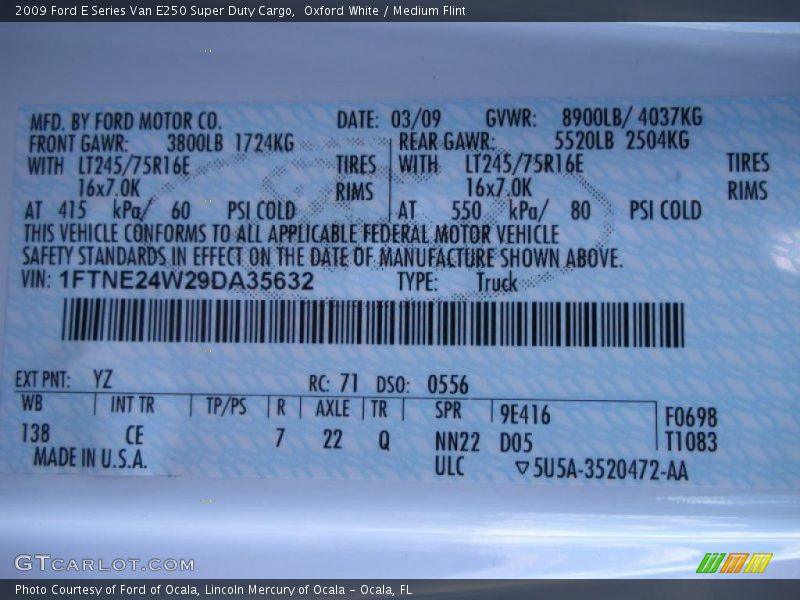 2009 Ford E Series Van E250 Super Duty Cargo,  Oxford White / Medium Flint
MFD. BY FORD MOTOR CO. DATE: 03/09 GVWR: 8900LB/ 4037KG
FRONT GAWR: 3800LB 1724KG REAR GAWR: 5520LB 2504KG
WITH LT245/75R16E TIRES WITH LT245/75R16E TIRES
16x7.0K RIMS 16x7.0K RIMS
AT 415 kPa/ 60 PSI COLD AT 550 kPa/ 80 PSI COLD
THIS VEHICLE CONFORMS TO ALL APPLICABLE FEDERAL MOTOR VEHICLE
SAFETY STANDARDS IN EFFECT ON THE DATE OF MANUFACTURE SHOWN ABOVE.
VIN: 1FTNE24W29DA35632 TYPE: Truck
EXT PNT: YZ RC: 71 DSO: 0556
WB INT TR TP/PS R AXLE TR SPR 9E416 F0698
138 CE 7 22 Q NN22 D05 T1083
MADE IN U.S.A. ULC ▽5U5A-3520472-AA
GTCARLOT.COM
Photo Courtesy of Ford of Ocala, Lincoln Mercury of Ocala - Ocala, FL